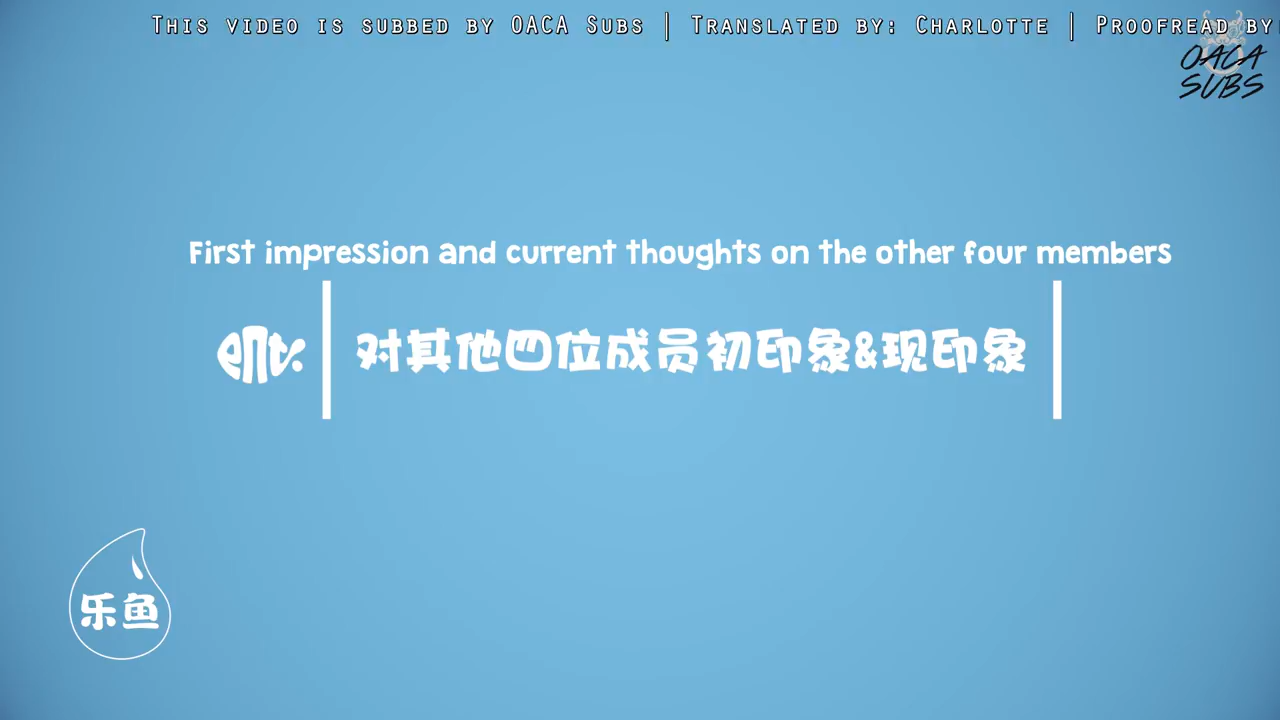 This video is subbed by OACA Subs | Translated by: Charlotte | Proofread by
OACA
SUBS
First impression and current thoughts on the other four members
ent.
对其他四位成员初印象&现印象
乐鱼